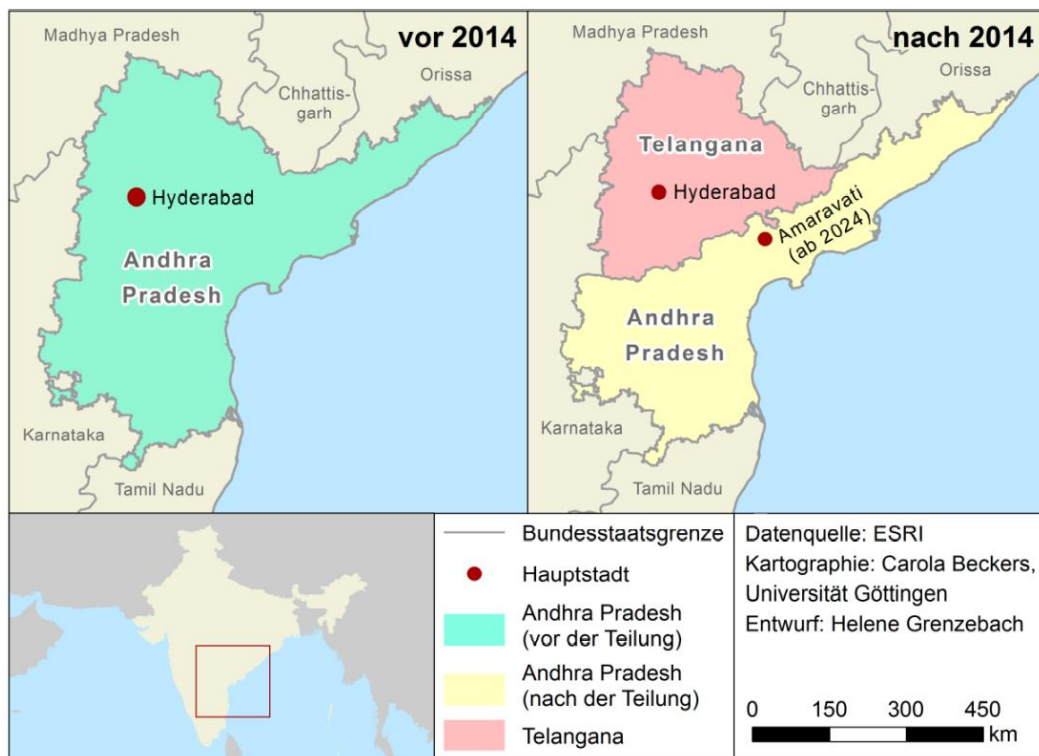 vor 2014
Madhya Pradesh
Orissa
Chhattis-
garh
Hyderabad
Andhra
Pradesh
Karnataka
Tamil Nadu
nach 2014
Madhya Pradesh
Orissa
Chhattis-
garh
Telangana
Hyderabad
Amaravati
(ab 2024)
Andhra
Pradesh
Karnataka
Tamil Nadu
Bundesstaatsgrenze
Hauptstadt
Andhra Pradesh
(vor der Teilung)
Andhra Pradesh
(nach der Teilung)
Telangana
Datenquelle: ESRI
Kartographie: Carola Beckers,
Universität Göttingen
Entwurf: Helene Grenzebach
0 150 300 450
km